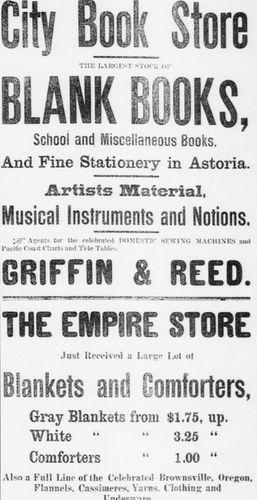 City Book Store
THE LARGEST STOCK OF
BLANK BOOKS,
School and Miscellaneous Books,
And Fine Stationery in Astoria.
Artists Material,
Musical Instruments and Notions.
Agents for the celebrated DOMESTIC SEWING MACHINES and
Pacific Coast Charts and Tide Tables.
GRIFFIN & REED.
THE EMPIRE STORE
Just Received a Large Lot of
Blankets and Comforters,
Gray Blankets from $1.75, up.
White " " 3.25 "
Comforters " 1.00 "
Also a Full Line of the Celebrated Brownsville, Oregon,
Flannels, Cassimeres, Yarns, Clothing and
Underware